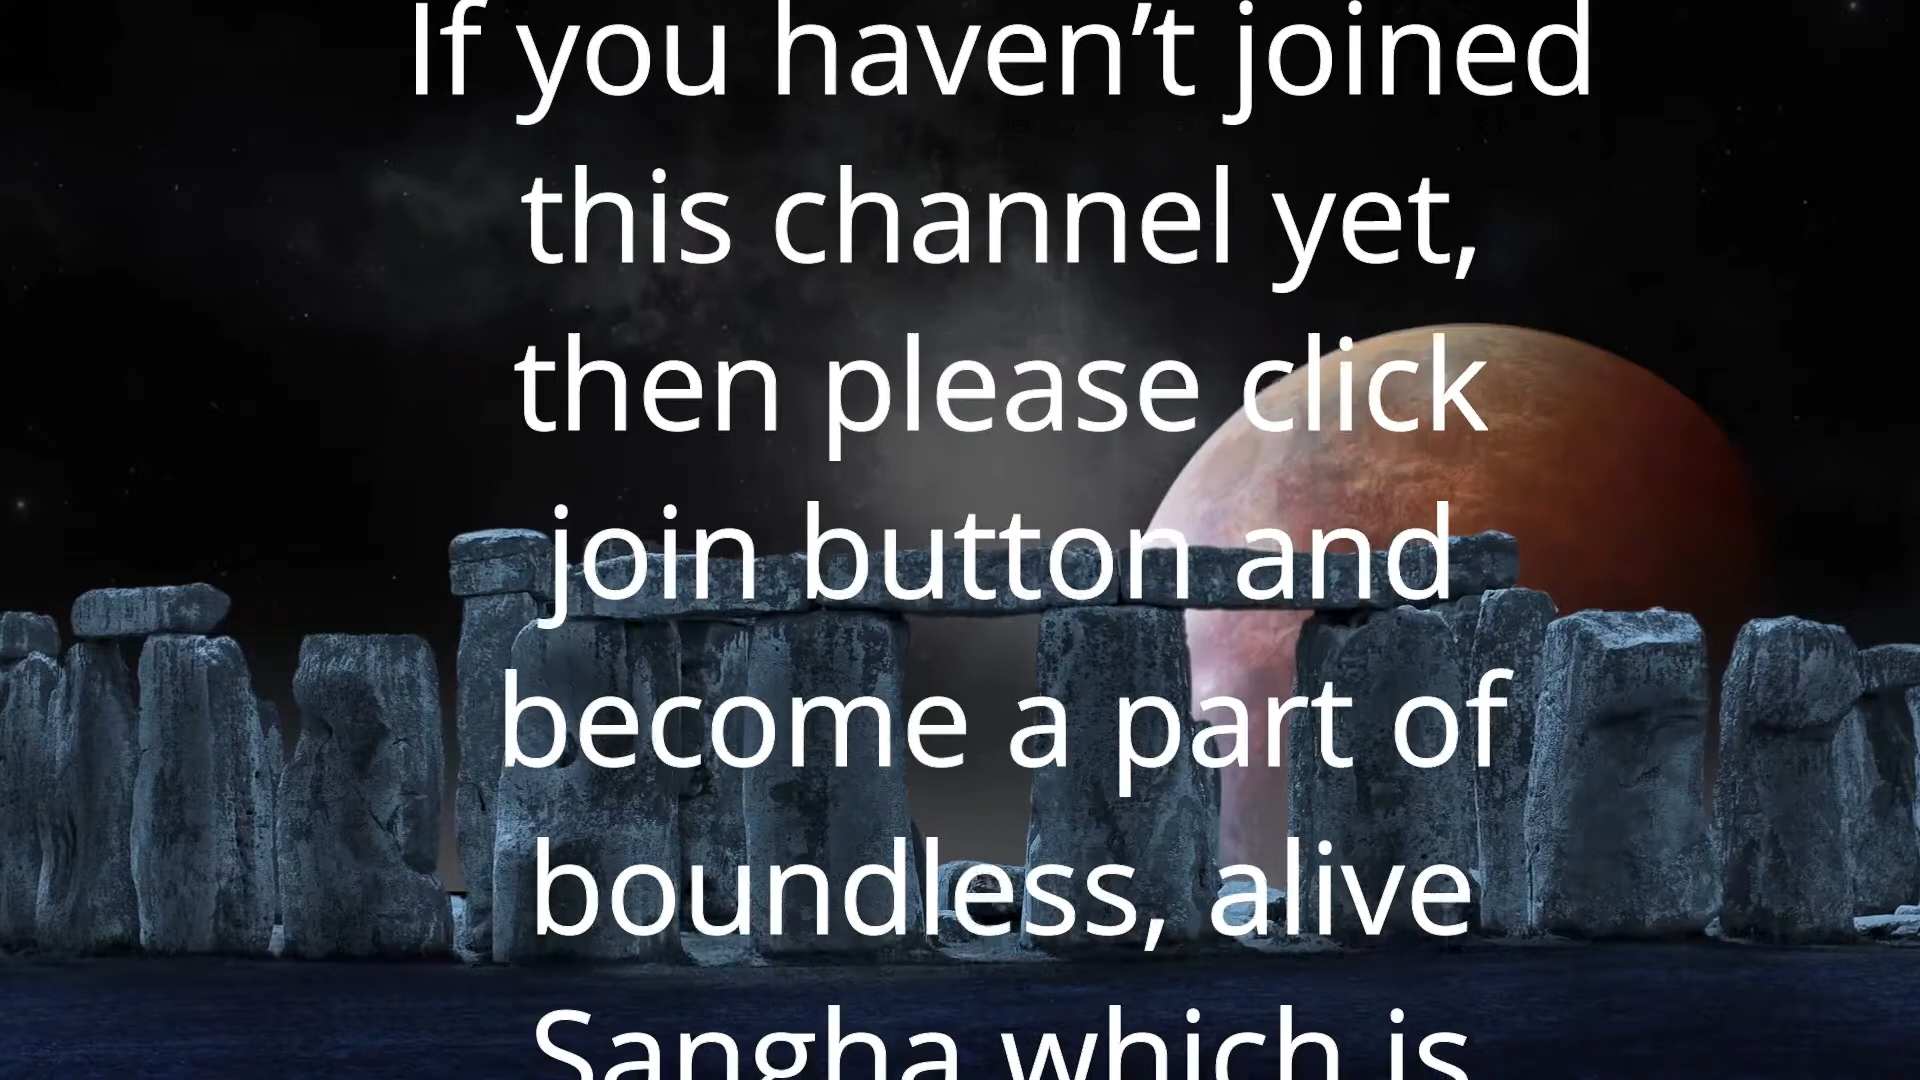 If you haven’t joined
this channel yet,
then please click
join button and
become a part of
boundless, alive
Sangha which is